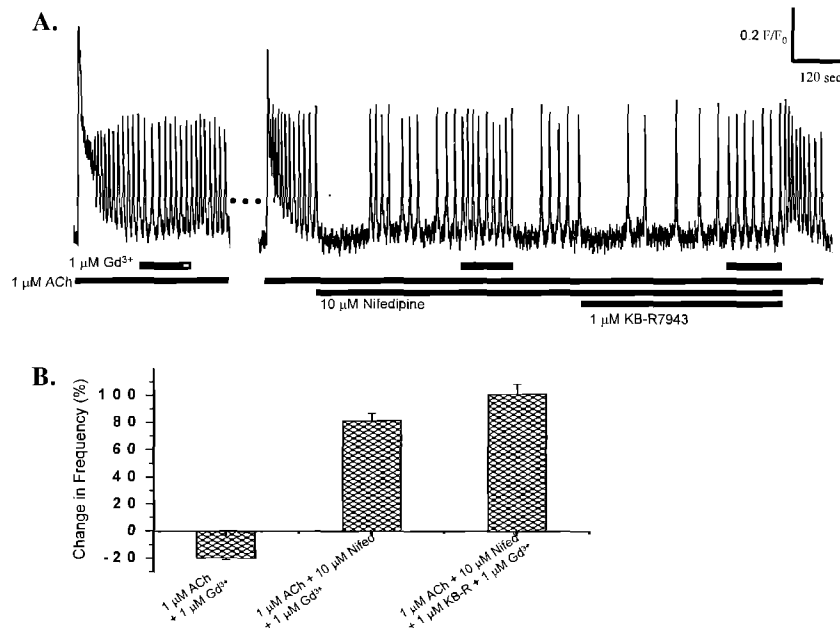 A.
0.2 F/F₀
120 sec
1 μM Gd³⁺
1 μM ACh
10 μM Nifedipine
1 μM KB-R7943
B.
Change in Frequency (%)
100
80
60
40
20
0
-20
1 μM ACh
+ 1 μM Gd³⁺
1 μM ACh + 10 μM Nifed
+ 1 μM Gd³⁺
1 μM ACh + 10 μM Nifed
+ 1 μM KB-R + 1 μM Gd³⁺